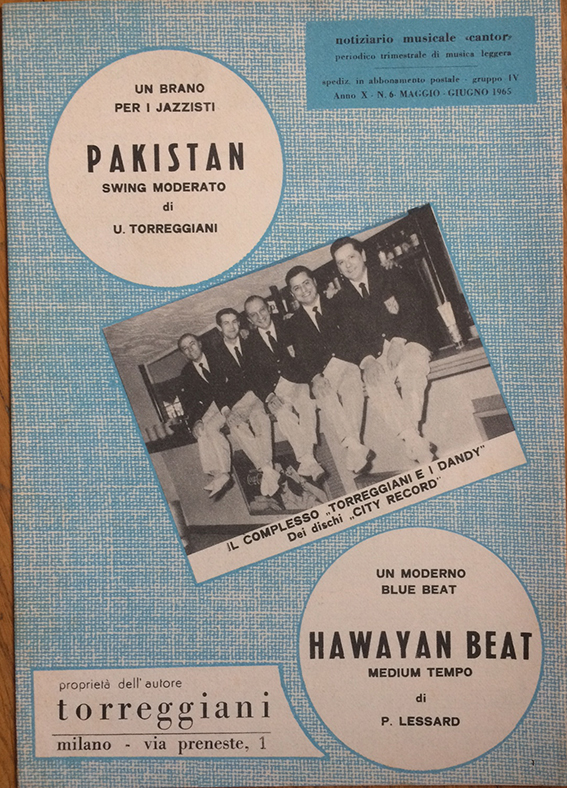 notiziario musicale «cantor»
periodico trimestrale di musica leggera
spediz. in abbonamento postale - gruppo IV
Anno X - N. 6 - MAGGIO - GIUGNO 1965
UN BRANO
PER I JAZZISTI
PAKISTAN
SWING MODERATO
di
U. TORREGGIANI
IL COMPLESSO „TORREGGIANI E I DANDY”
Dei dischi „CITY RECORD”
UN MODERNO
BLUE BEAT
HAWAYAN BEAT
MEDIUM TEMPO
di
P. LESSARD
proprietà dell'autore
torreggiani
milano - via preneste, 1